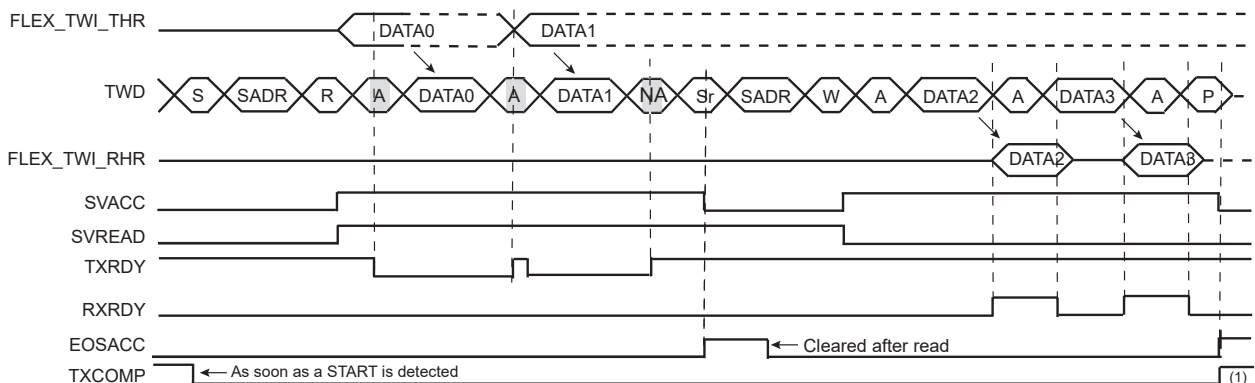 FLEX_TWI_THR DATA0 DATA1
TWD S SADR R A DATA0 A DATA1 NA Sr SADR W A DATA2 A DATA3 A P
FLEX_TWI_RHR DATA2 DATA3
SVACC
SVREAD
TXRDY
RXRDY
EOSACC Cleared after read
TXCOMP As soon as a START is detected (1)